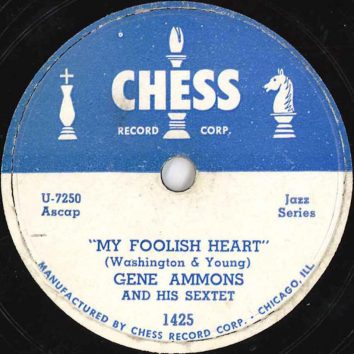 CHESS
RECORD CORP.
U-7250
Ascap
Jazz
Series
"MY FOOLISH HEART"
(Washington & Young)
GENE AMMONS
AND HIS SEXTET
1425
MANUFACTURED BY CHESS RECORD CORP. - CHICAGO, ILL.